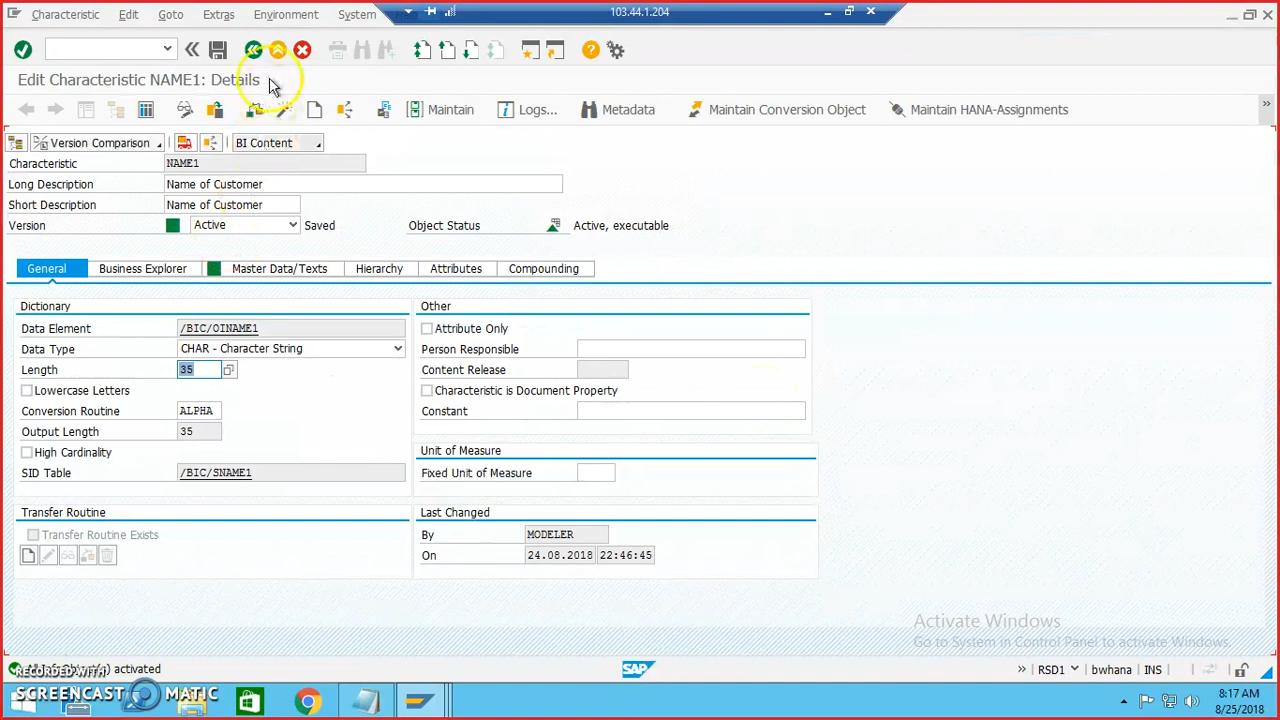 103.44.1.204
Characteristic Edit Goto Extras Environment System
Edit Characteristic NAME1: Details
Maintain Logs... Metadata Maintain Conversion Object Maintain HANA-Assignments
Version Comparison BI Content
Characteristic NAME1
Long Description Name of Customer
Short Description Name of Customer
Version Active Saved Object Status Active, executable
General Business Explorer Master Data/Texts Hierarchy Attributes Compounding
Dictionary Other
Data Element /BIC/OINAME1 Attribute Only
Data Type CHAR - Character String Person Responsible
Length 35 Content Release
Lowercase Letters Characteristic is Document Property
Conversion Routine ALPHA Constant
Output Length 35
High Cardinality Unit of Measure
SID Table /BIC/SNAME1 Fixed Unit of Measure
Transfer Routine Last Changed
Transfer Routine Exists By MODELER
On 24.08.2018 22:46:45
Activate Windows
Go to System in Control Panel to activate Windows.
activated
SAP RSD1 bwhana INS
RECORDED WITH
SCREENCAST MATIC
8:17 AM
8/25/2018